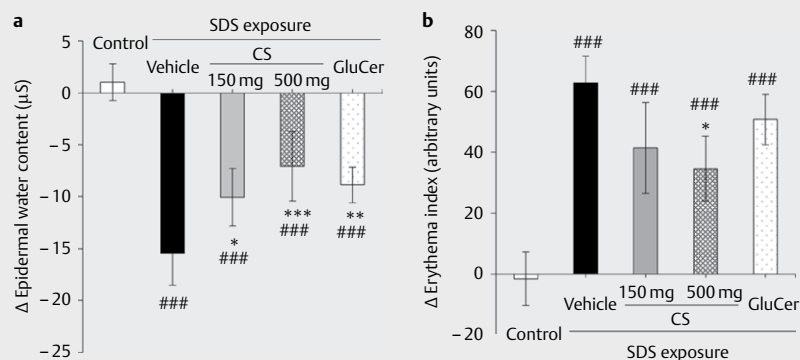 a
SDS exposure
Control
CS
Vehicle
GluCer
150 mg
500 mg
Δ Epidermal water content (μS)
5
0
−5
−10
−15
−20
−25
###
*
###
***
###
**
###
b
Δ Erythema index (arbitrary units)
80
60
40
20
0
−20
###
###
###
*
###
Control
Vehicle
150 mg
500 mg
GluCer
CS
SDS exposure